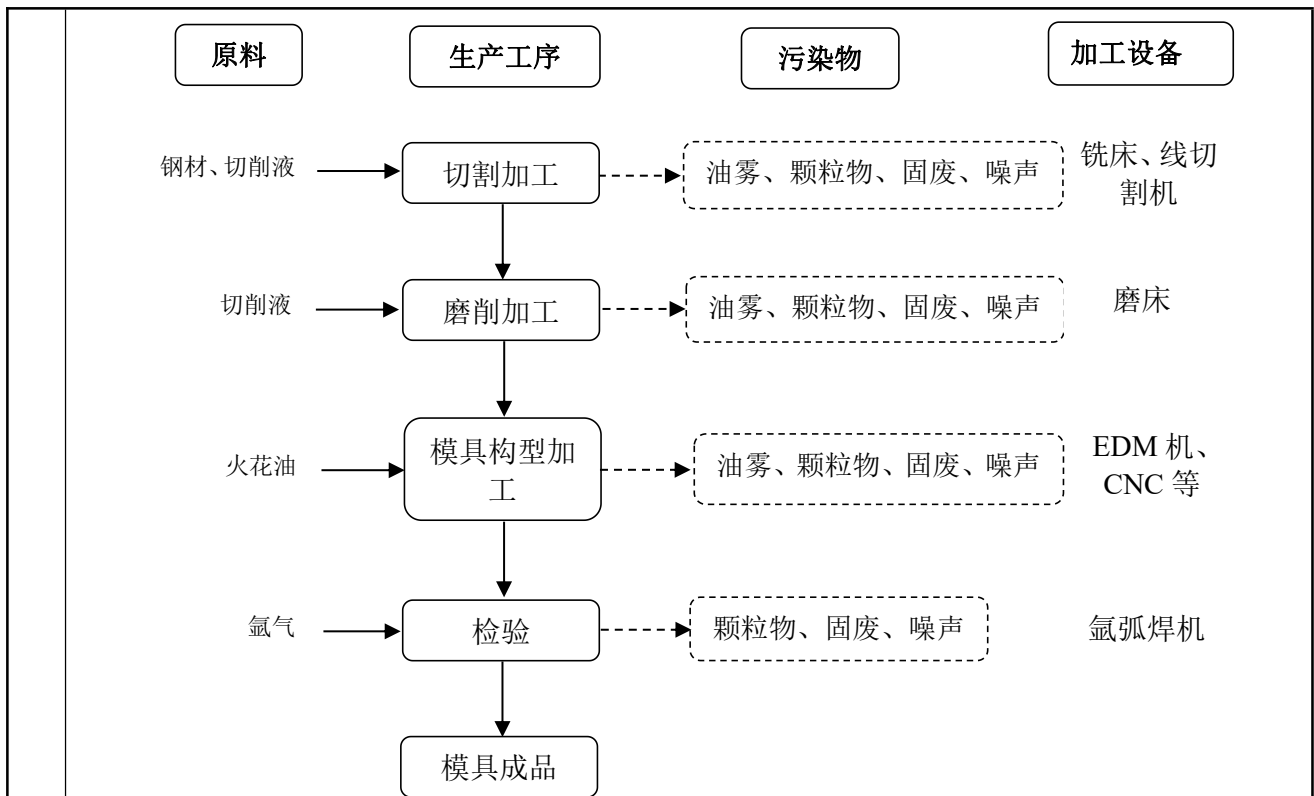 原料 生产工序 污染物 加工设备
钢材、切削液 切割加工 油雾、颗粒物、固废、噪声 铣床、线切
割机
切削液 磨削加工 油雾、颗粒物、固废、噪声 磨床
火花油 模具构型加
工 油雾、颗粒物、固废、噪声 EDM 机、
CNC 等
氩气 检验 颗粒物、固废、噪声 氩弧焊机
模具成品